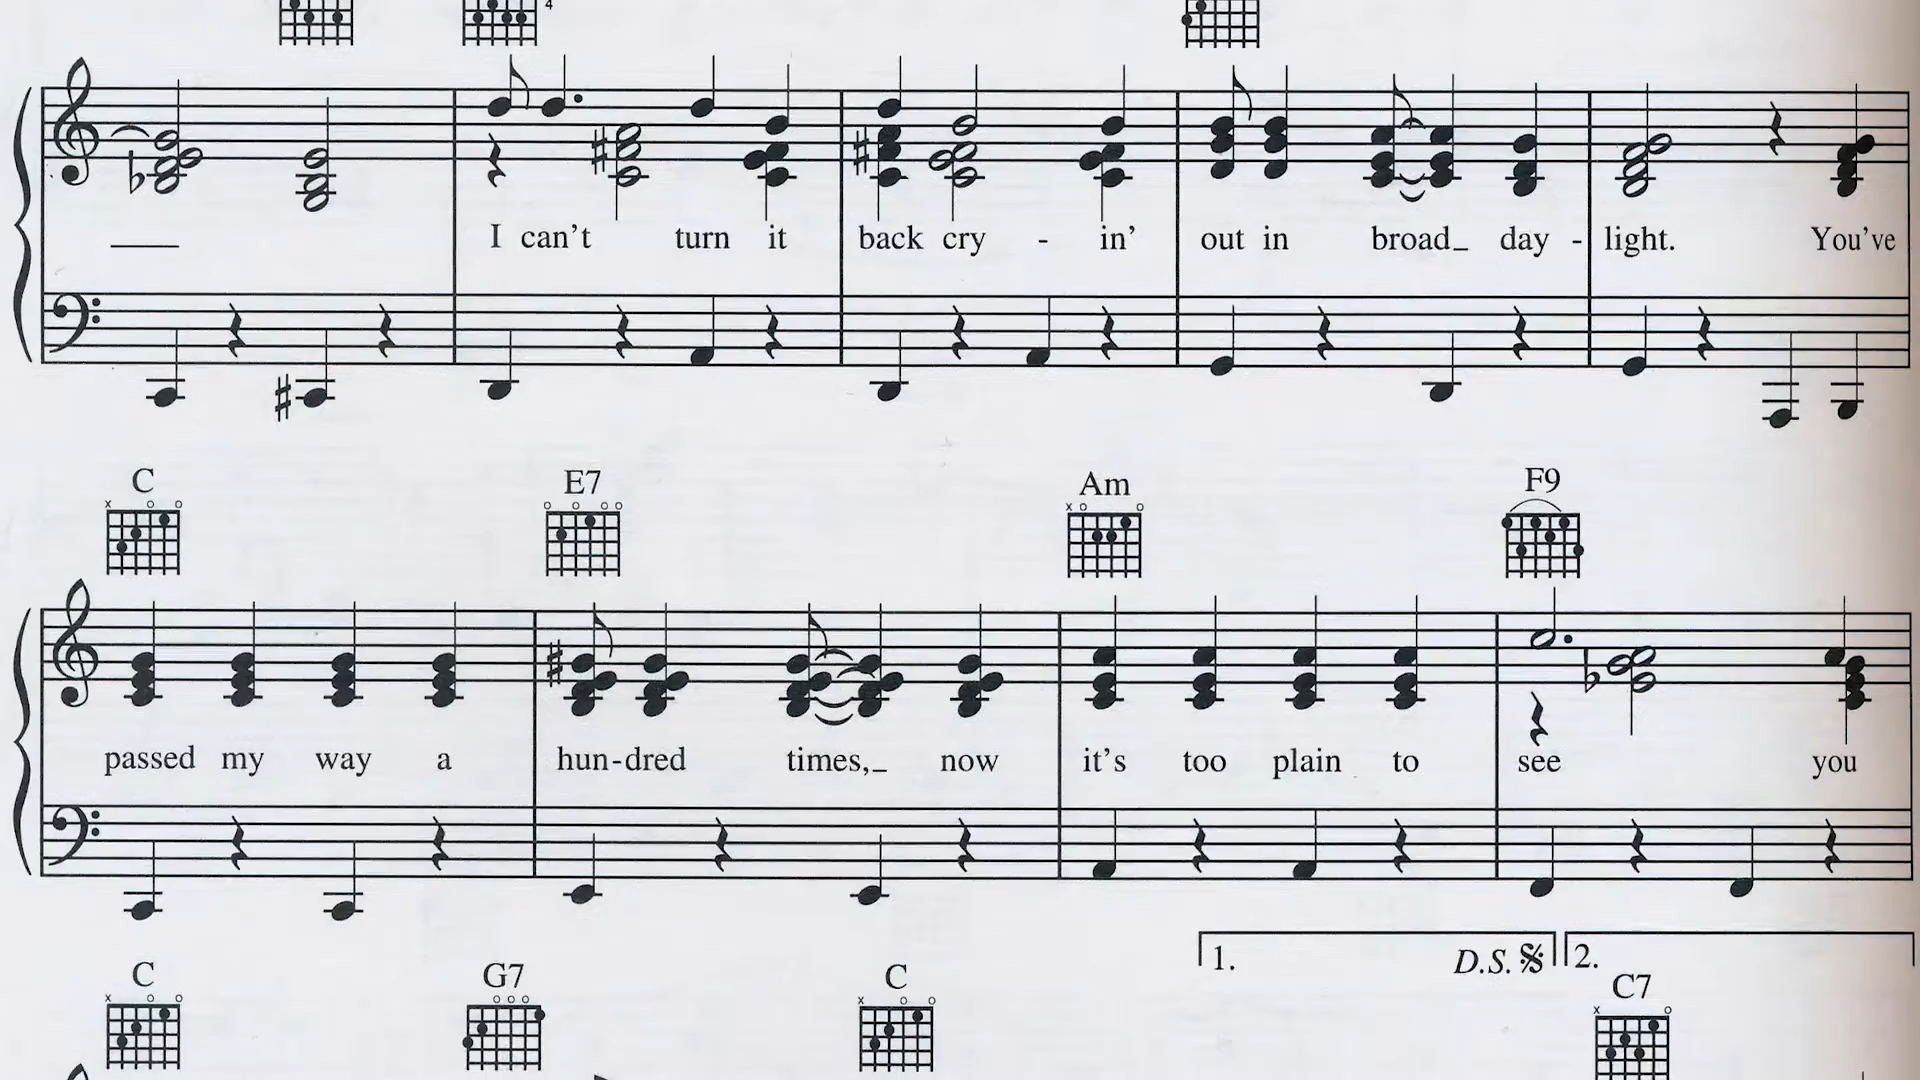 4
I can't turn it back cry - in' out in broad_ day - light. You've
C E7 Am F9
passed my way a hun-dred times,_ now it's too plain to see you
1. D.S. 2.
C G7 C C7